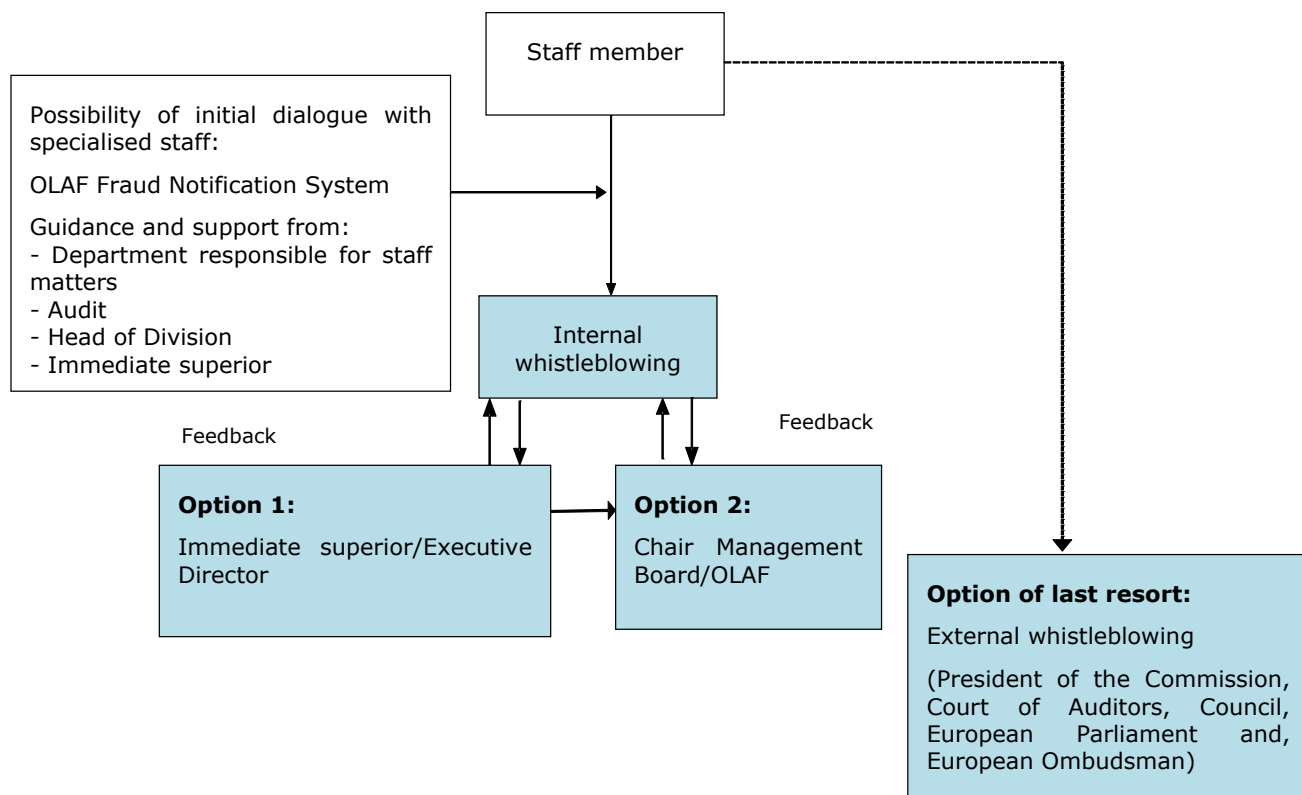 Staff member
Possibility of initial dialogue with
specialised staff:
OLAF Fraud Notification System
Guidance and support from:
- Department responsible for staff
matters
- Audit
- Head of Division
- Immediate superior
Internal
whistleblowing
Feedback
Feedback
Option 1:
Immediate superior/Executive
Director
Option 2:
Chair Management
Board/OLAF
Option of last resort:
External whistleblowing
(President of the Commission,
Court of Auditors, Council,
European Parliament and,
European Ombudsman)